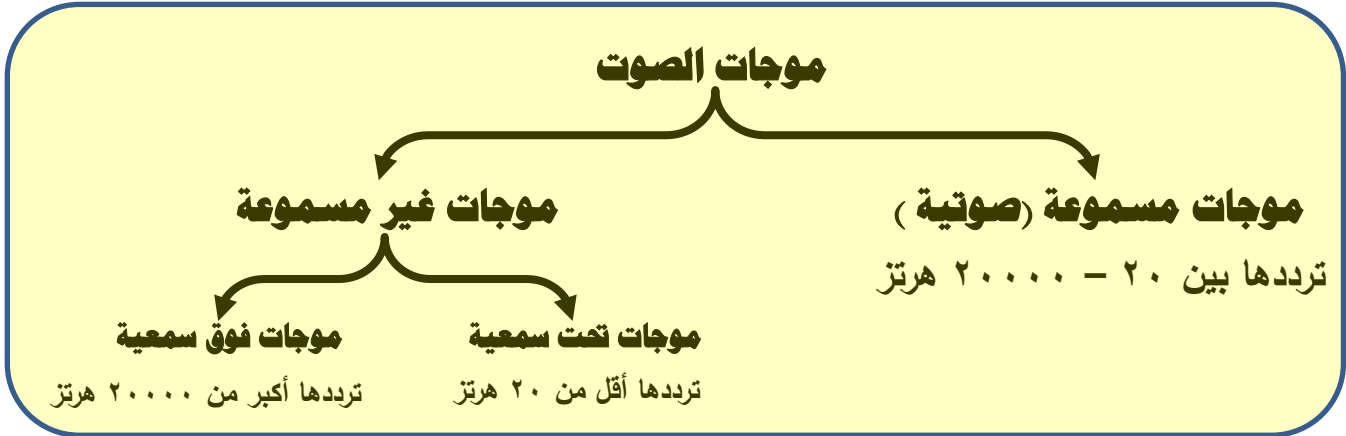 موجات الصوت
موجات مسموعة (صوتية )
ترددها بين ٢٠ – ٢٠٠٠٠ هرتز
موجات غير مسموعة
موجات تحت سمعية
ترددها أقل من ٢٠ هرتز
موجات فوق سمعية
ترددها أكبر من ٢٠٠٠٠ هرتز